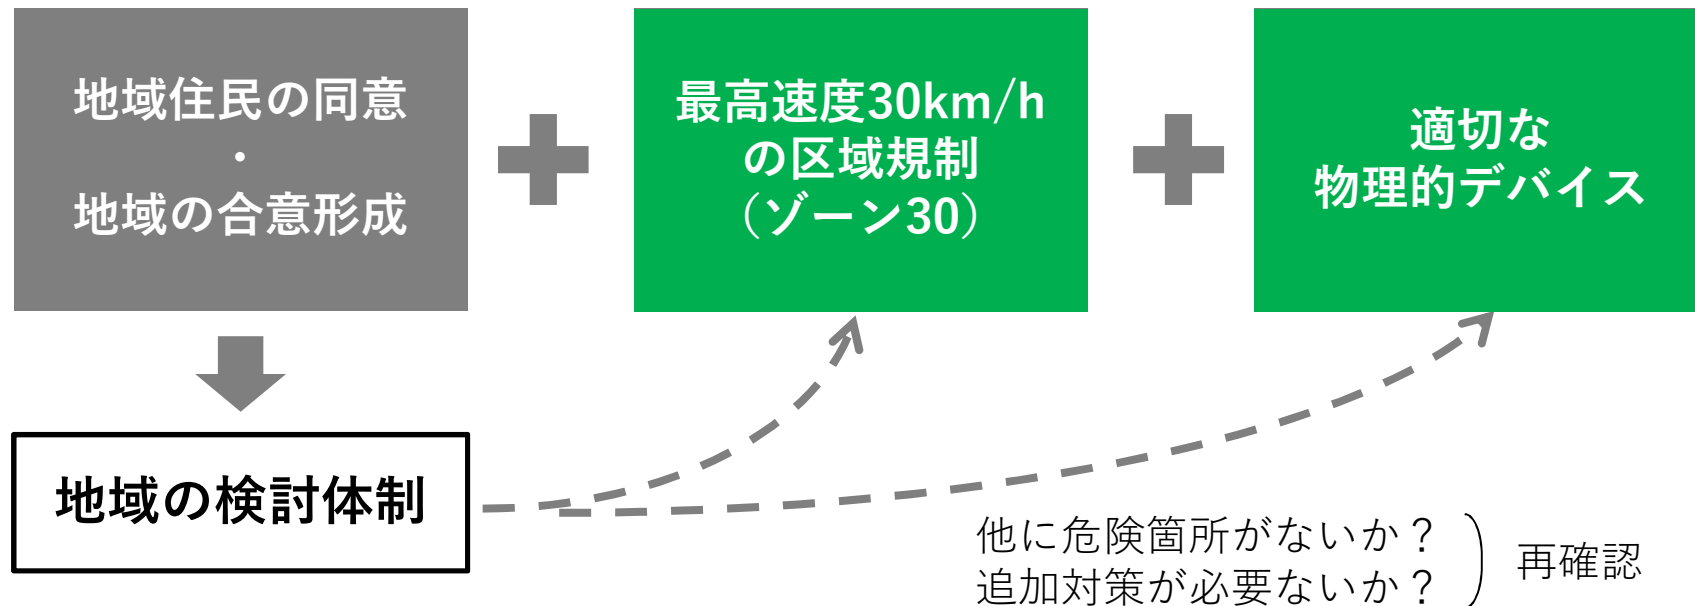 地域住民の同意
・
地域の合意形成
最高速度30km/h
の区域規制
（ゾーン30）
適切な
物理的デバイス
地域の検討体制
他に危険箇所がないか？
追加対策が必要ないか？
再確認